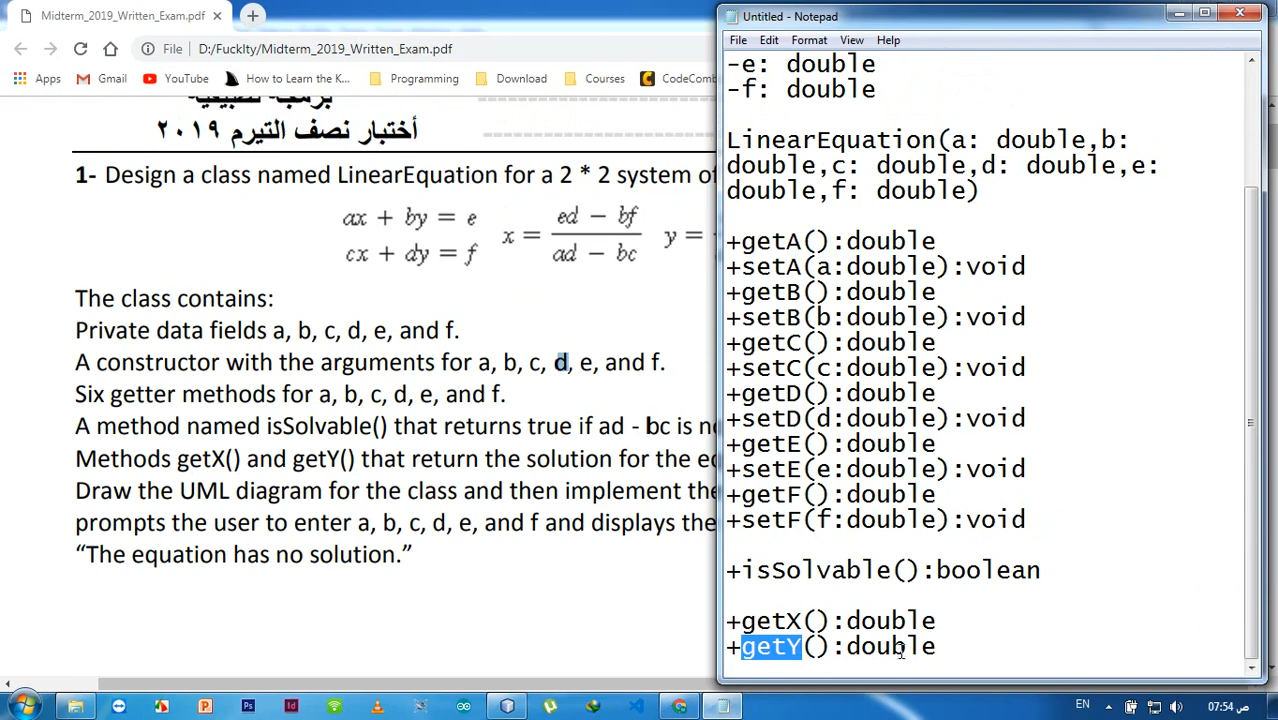 Midterm_2019_Written_Exam.pdf
File D:/Fucklty/Midterm_2019_Written_Exam.pdf
Apps Gmail YouTube How to Learn the K... Programming Download Courses CodeComb
برمجة تطبيقية
أختبار نصف التيرم ٢٠١٩
1- Design a class named LinearEquation for a 2 * 2 system of
ax + by = e
cx + dy = f
x = ed − bf / ad − bc y =
The class contains:
Private data fields a, b, c, d, e, and f.
A constructor with the arguments for a, b, c, d, e, and f.
Six getter methods for a, b, c, d, e, and f.
A method named isSolvable() that returns true if ad - bc is no
Methods getX() and getY() that return the solution for the eq
Draw the UML diagram for the class and then implement the
prompts the user to enter a, b, c, d, e, and f and displays the
“The equation has no solution.”
Untitled - Notepad
File Edit Format View Help
-e: double
-f: double
LinearEquation(a: double,b:
double,c: double,d: double,e:
double,f: double)
+getA():double
+setA(a:double):void
+getB():double
+setB(b:double):void
+getC():double
+setC(c:double):void
+getD():double
+setD(d:double):void
+getE():double
+setE(e:double):void
+getF():double
+setF(f:double):void
+isSolvable():boolean
+getX():double
+getY():double
EN 07:54 ص